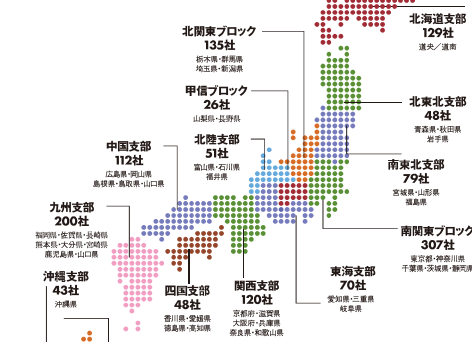 北海道支部
129社
道央／道南
北関東ブロック
135社
栃木県・群馬県
埼玉県・新潟県
甲信ブロック
26社
山梨県・長野県
北東北支部
48社
青森県・秋田県
岩手県
北陸支部
51社
富山県・石川県
福井県
中国支部
112社
広島県・岡山県
島根県・鳥取県・山口県
南東北支部
79社
宮城県・山形県
福島県
九州支部
200社
福岡県・佐賀県・長崎県
熊本県・大分県・宮崎県
鹿児島県・山口県
南関東ブロック
307社
東京都・神奈川県
千葉県・茨城県・静岡県
沖縄支部
43社
沖縄県
四国支部
48社
香川県・愛媛県
徳島県・高知県
関西支部
120社
京都府・滋賀県
大阪府・兵庫県
奈良県・和歌山県
東海支部
70社
愛知県・三重県
岐阜県